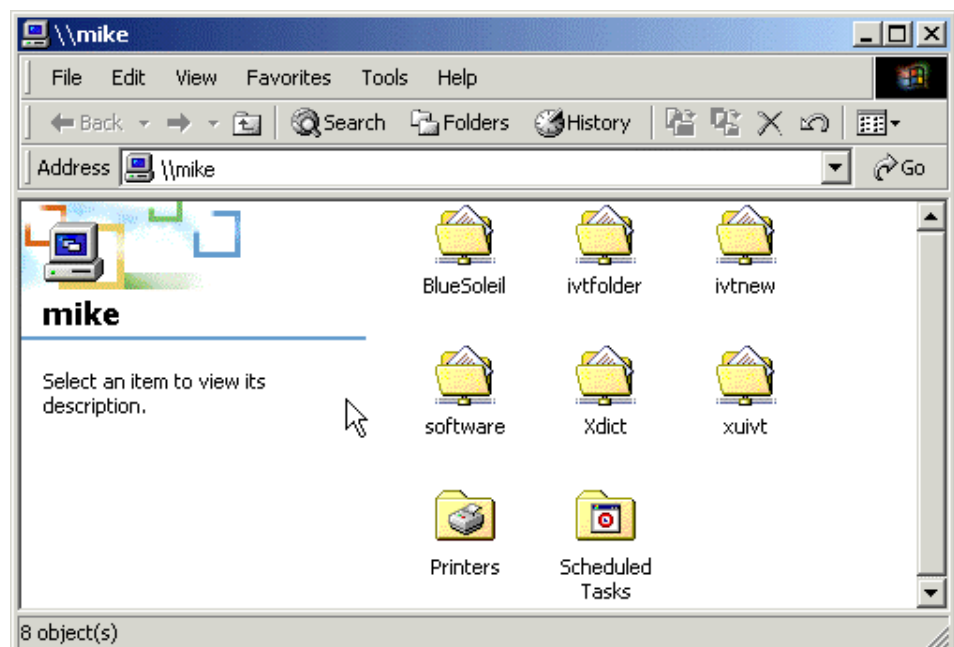 \\mike
File Edit View Favorites Tools Help
Back Search Folders History
Address \\mike Go
BlueSoleil ivtfolder ivtnew
mike
Select an item to view its
description.
software Xdict xuivt
Printers Scheduled
Tasks
8 object(s)